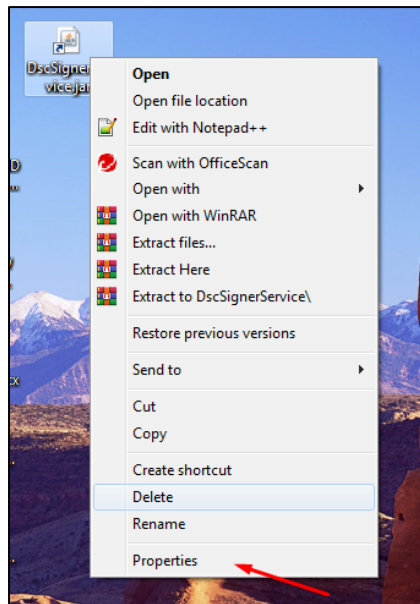 DscSigner
vice.jar
Open
Open file location
Edit with Notepad++
Scan with OfficeScan
Open with
Open with WinRAR
Extract files...
Extract Here
Extract to DscSignerService\
Restore previous versions
Send to
Cut
Copy
Create shortcut
Delete
Rename
Properties